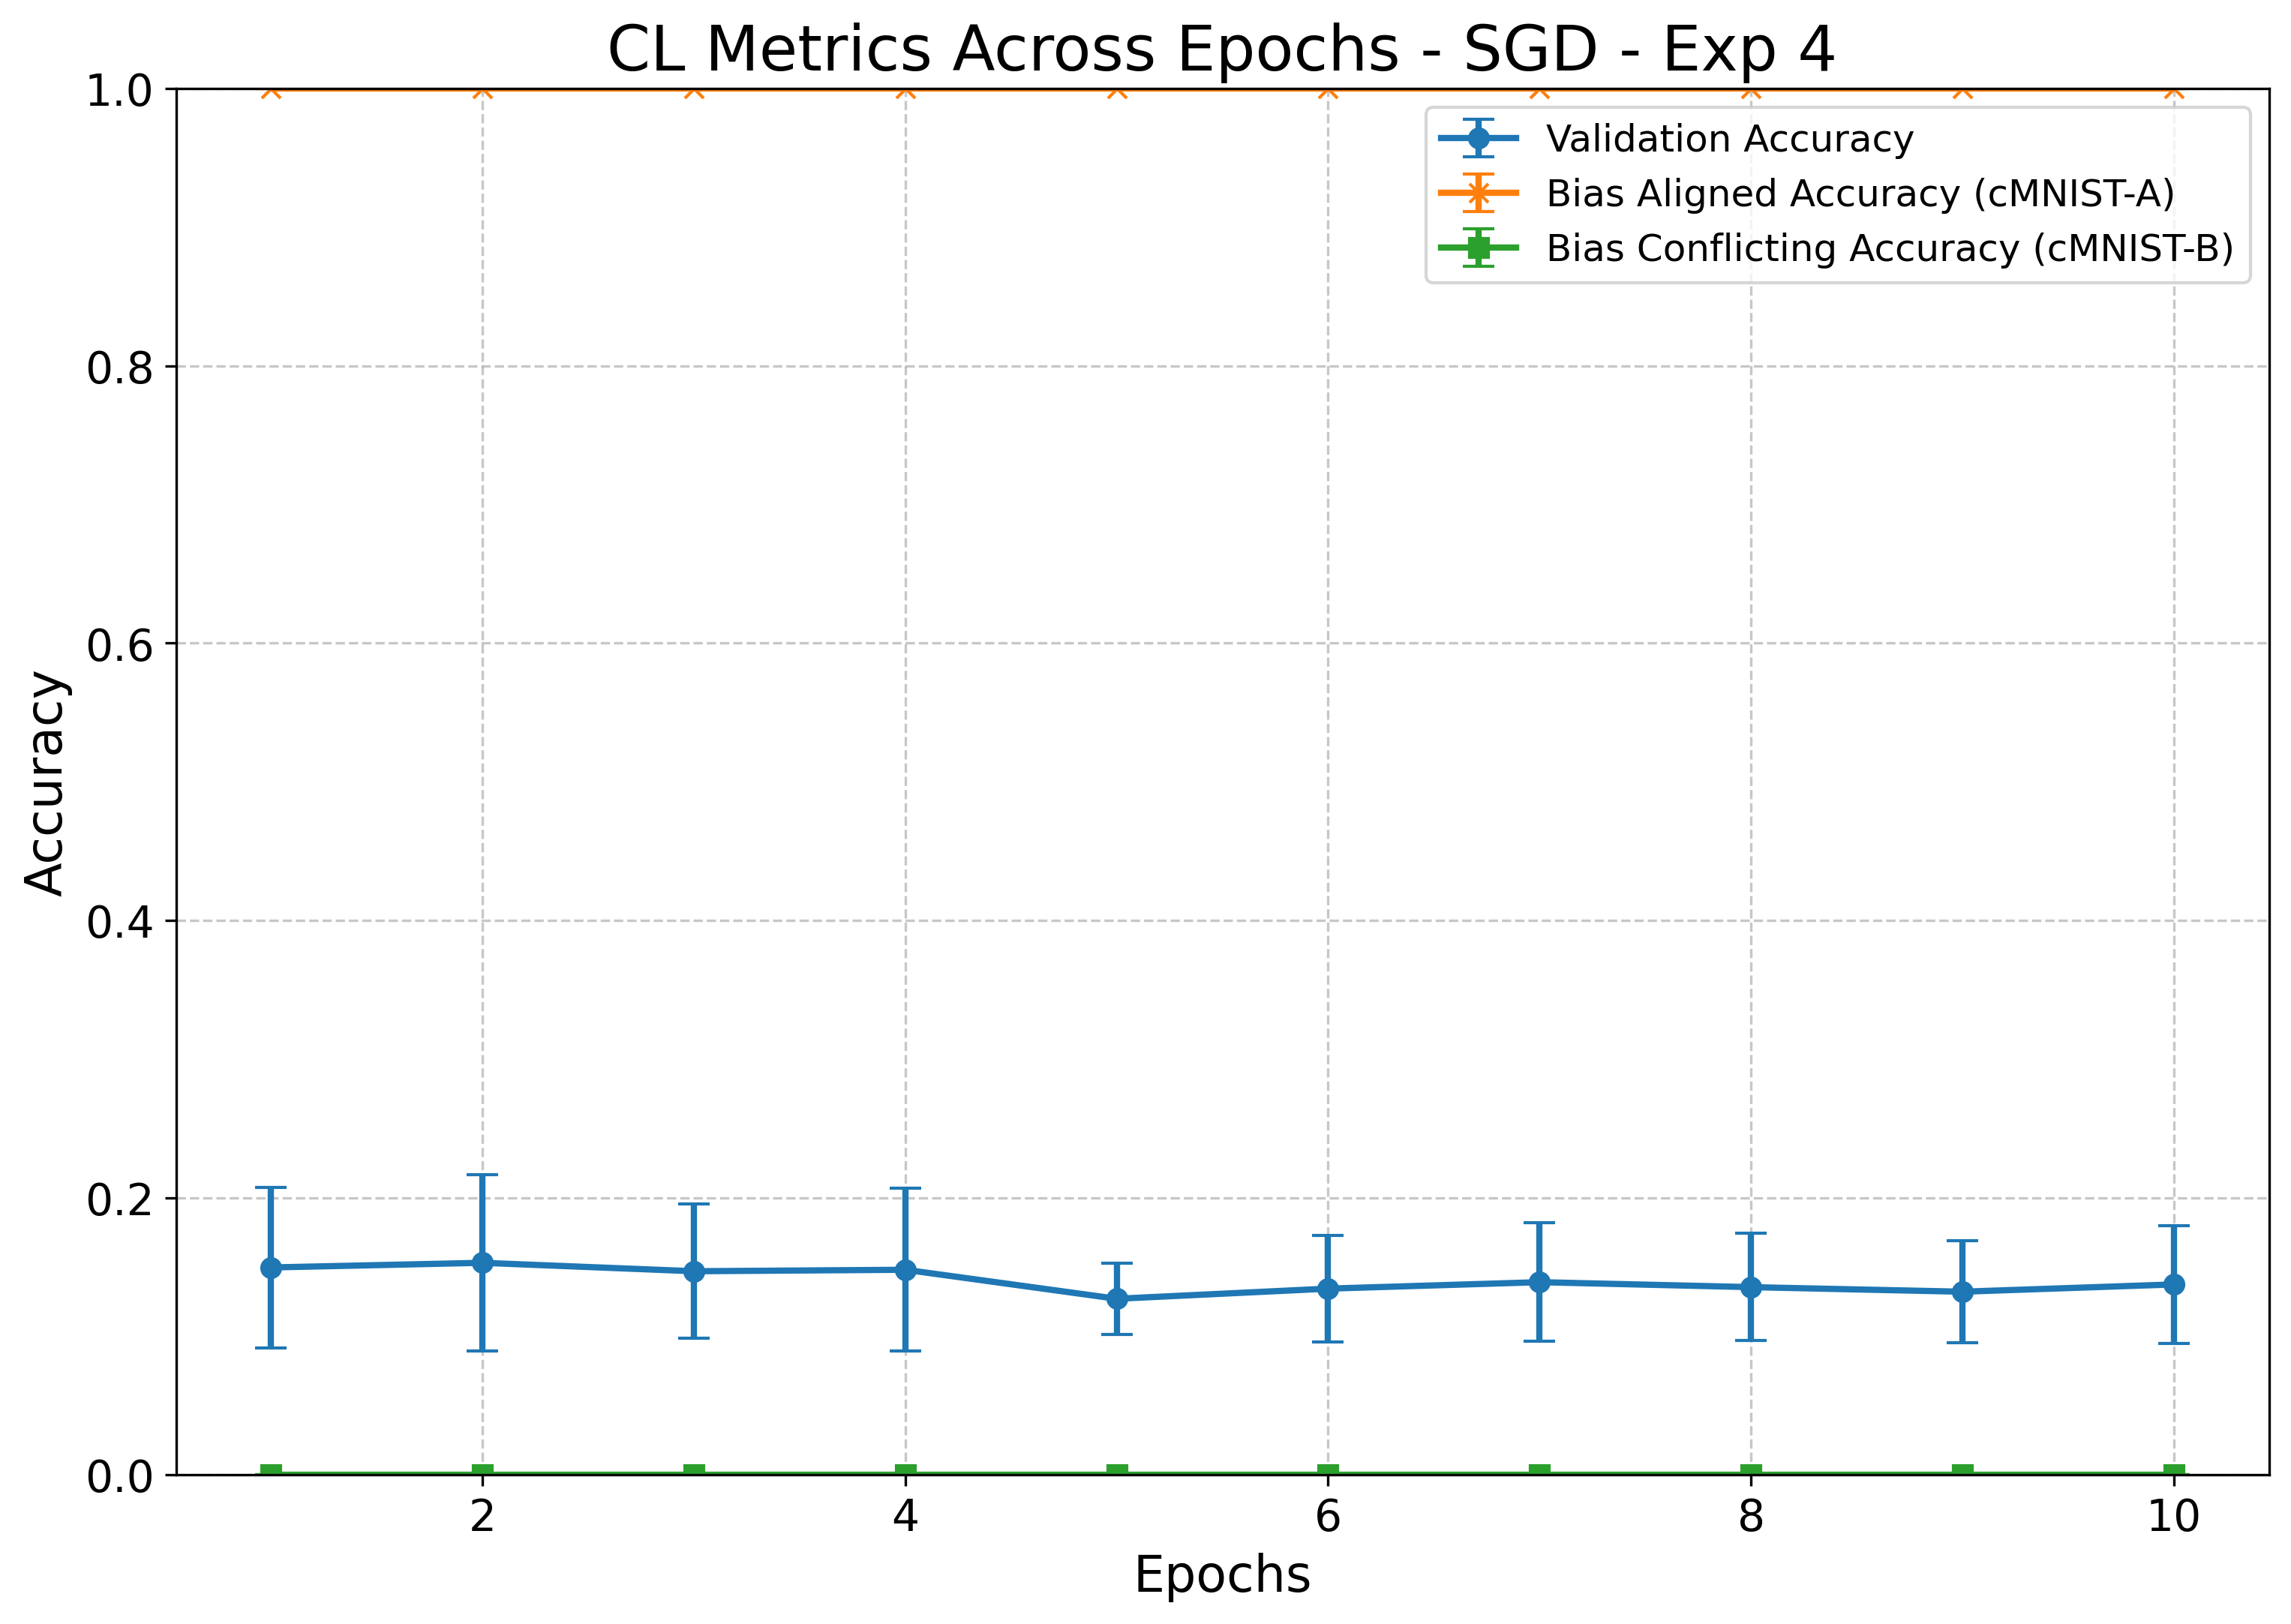 CL Metrics Across Epochs - SGD - Exp 4
1.0
0.8
0.6
0.4
0.2
0.0
Accuracy
Validation Accuracy
Bias Aligned Accuracy (cMNIST-A)
Bias Conflicting Accuracy (cMNIST-B)
2 4 6 8 10
Epochs